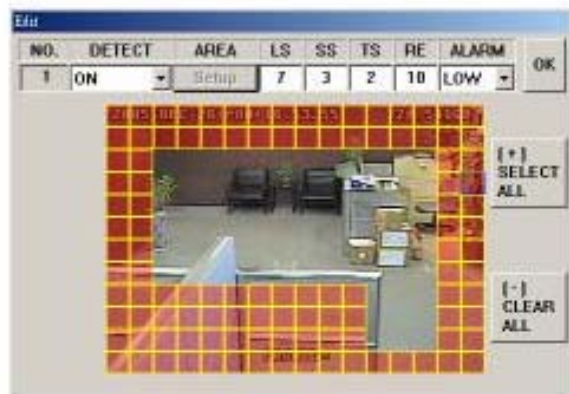 Edit
NO. DETECT AREA LS SS TS RE ALARM
1 ON Setup 7 3 2 10 LOW
OK
[+]
SELECT
ALL
[-]
CLEAR
ALL